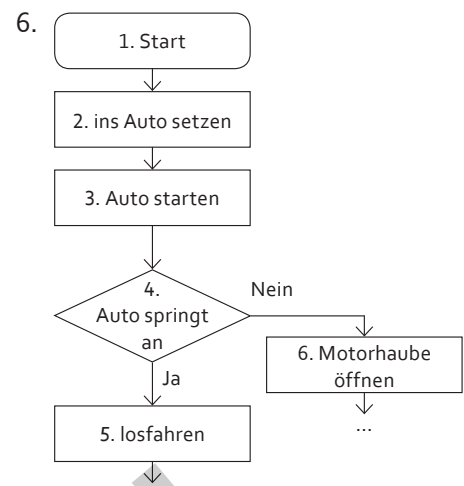 6.
1. Start
2. ins Auto setzen
3. Auto starten
4.
Auto springt
an
Nein
Ja
6. Motorhaube
öffnen
...
5. losfahren